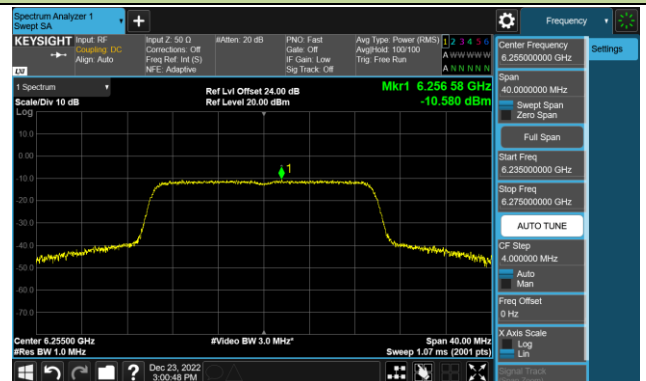 Spectrum Analyzer 1
Swept SA
Frequency
KEYSIGHT
Input: RF
Coupling: DC
Align: Auto
Input Z: 50 Ω
Corrections: Off
Freq Ref: Int (S)
NFE: Adaptive
#Atten: 20 dB
PNO: Fast
Gate: Off
IF Gain: Low
Sig Track: Off
Avg Type: Power (RMS)
Avg|Hold: 100/100
Trig: Free Run
1 2 3 4 5 6
A W W W W W
A N N N N N
LXI
1 Spectrum
Scale/Div 10 dB
Log
Ref Lvl Offset 24.00 dB
Ref Level 20.00 dBm
Mkr1 6.256 58 GHz
-10.580 dBm
1
10.0
0.00
-10.0
-20.0
-30.0
-40.0
-50.0
-60.0
-70.0
Center 6.25500 GHz
#Res BW 1.0 MHz
#Video BW 3.0 MHz*
Span 40.00 MHz
Sweep 1.07 ms (2001 pts)
Dec 23, 2022
3:00:48 PM
Center Frequency
6.255000000 GHz
Span
40.0000000 MHz
Swept Span
Zero Span
Full Span
Start Freq
6.235000000 GHz
Stop Freq
6.275000000 GHz
AUTO TUNE
CF Step
4.000000 MHz
Auto
Man
Freq Offset
0 Hz
X Axis Scale
Log
Lin
Signal Track
Settings